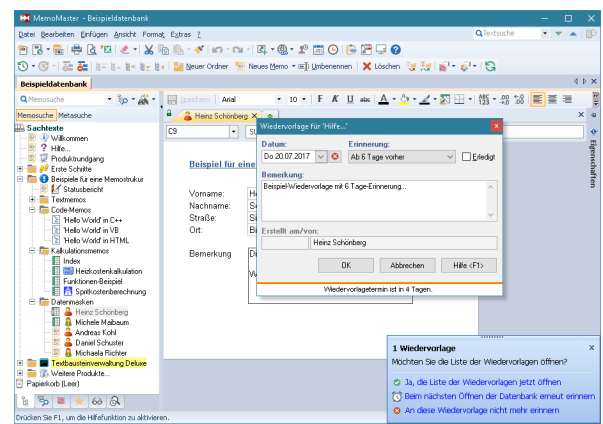 MemoMaster - Beispieldatenbank
Datei Bearbeiten Einfügen Ansicht Format Extras ?
Textsuche
Neuer Ordner Neues Memo Umbenennen Löschen
Beispieldatenbank
Memosuche
Speichern Arial 10 F K U abc
Memosuche Metasuche
Heinz Schönberg
C9
Sachtexte
Willkommen
Hilfe...
Produktrundgang
Erste Schritte
Beispiele für eine Memostrukur
Statusbericht
Textmemos
Code-Memos
'Hello World' in C++
'Hello World' in VB
'Hello World' in HTML
Kalkulationsmemos
Index
Heizkostenkalkulation
Funktionen-Beispiel
Spritkostenberechnung
Datenmasken
Heinz Schönberg
Michele Maibaum
Andreas Kohl
Daniel Schuster
Michaela Richter
Textbausteinverwaltung Deluxe
Weitere Produkte...
Papierkorb (Leer)
Beispiel für eine
Vorname:
Nachname:
Straße:
Ort:
Bemerkung
Eigenschaften
Wiedervorlage für 'Hilfe...'
Datum: Erinnerung:
Do 20.07.2017 Ab 6 Tage vorher Erledigt
Bemerkung:
Beispiel-Wiedervorlage mit 6 Tage-Erinnerung...
Erstellt am/von:
Heinz Schönberg
OK Abbrechen Hilfe <F1>
Wiedervorlagetermin ist in 4 Tagen.
1 Wiedervorlage
Möchten Sie die Liste der Wiedervorlagen öffnen?
Ja, die Liste der Wiedervorlagen jetzt öffnen
Beim nächsten Öffnen der Datenbank erneut erinnern
An diese Wiedervorlage nicht mehr erinnern
Drücken Sie F1, um die Hilfefunktion zu aktivieren.